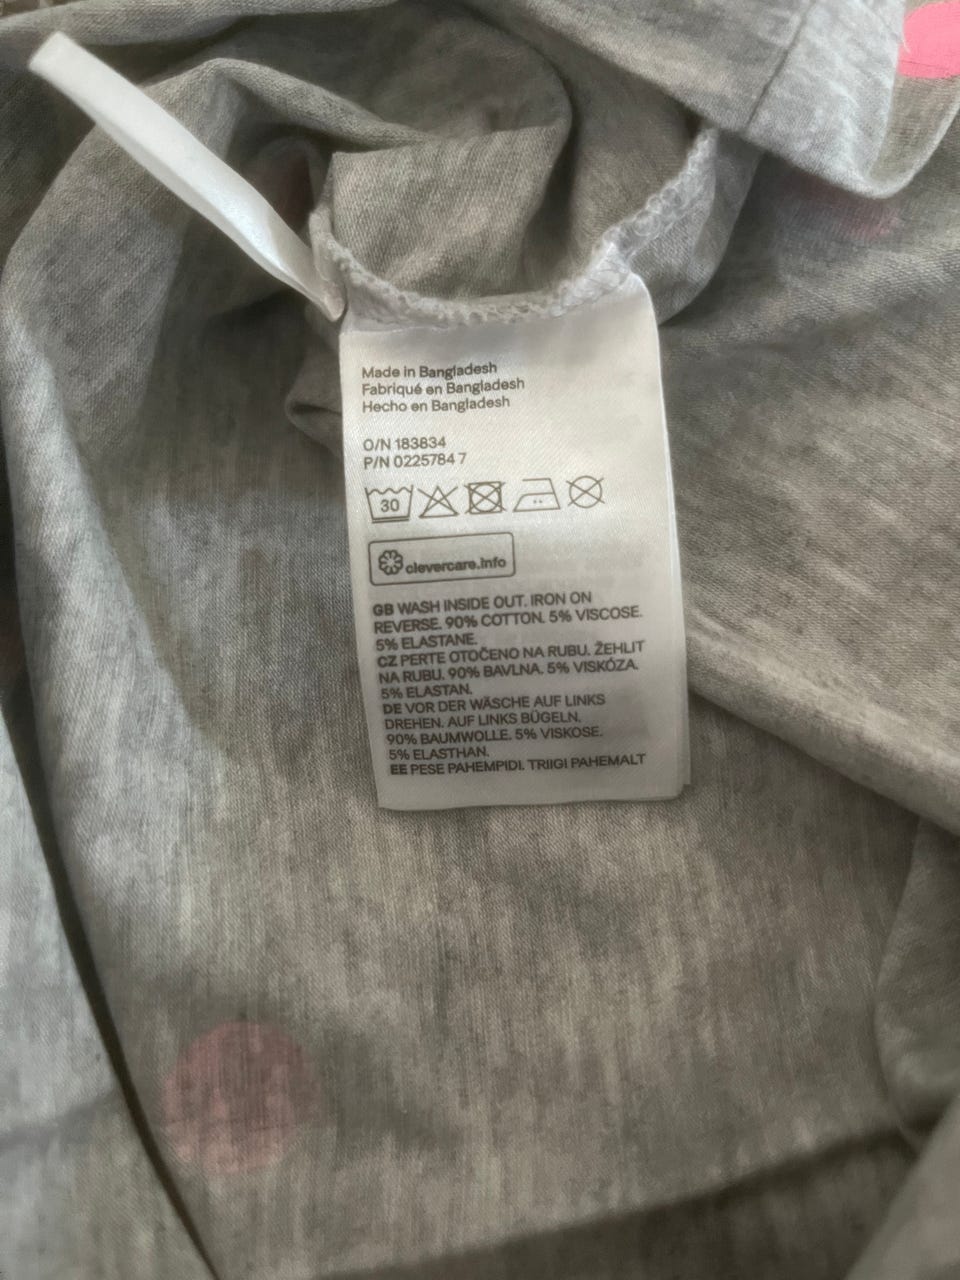 Made in Bangladesh
Fabriqué en Bangladesh
Hecho en Bangladesh
O/N 183834
P/N 0225784 7
30
clevercare.info
GB WASH INSIDE OUT. IRON ON
REVERSE. 90% COTTON. 5% VISCOSE.
5% ELASTANE.
CZ PERTE OTOČENO NA RUBU. ŽEHLIT
NA RUBU. 90% BAVLNA. 5% VISKÓZA.
5% ELASTAN.
DE VOR DER WÄSCHE AUF LINKS
DREHEN. AUF LINKS BÜGELN.
90% BAUMWOLLE. 5% VISKOSE.
5% ELASTHAN.
EE PESE PAHEMPIDI. TRIIGI PAHEMALT